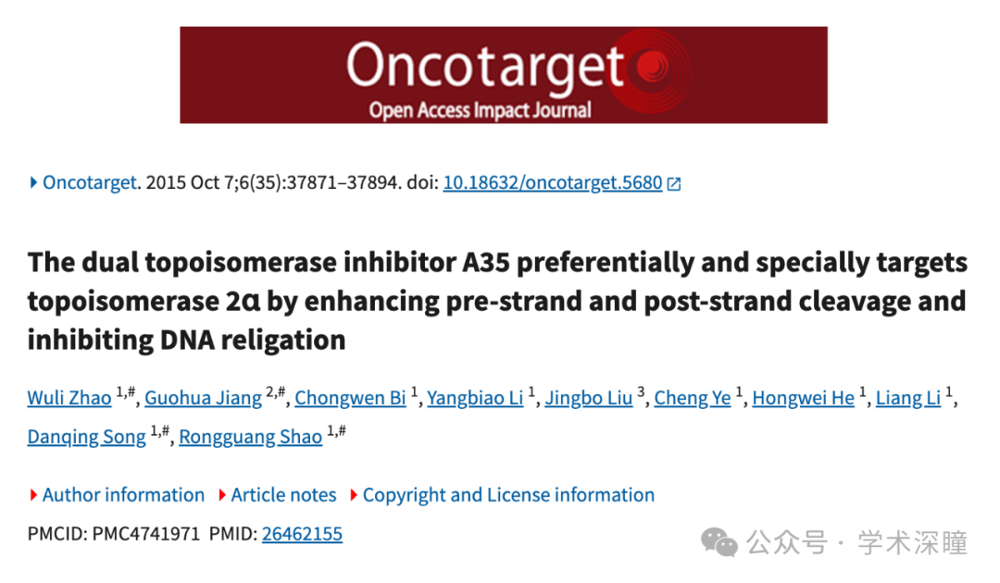 Oncotarget
Open Access Impact Journal
Oncotarget. 2015 Oct 7;6(35):37871–37894. doi: 10.18632/oncotarget.5680
The dual topoisomerase inhibitor A35 preferentially and specially targets
topoisomerase 2α by enhancing pre-strand and post-strand cleavage and
inhibiting DNA religation
Wuli Zhao 1,#, Guohua Jiang 2,#, Chongwen Bi 1, Yangbiao Li 1, Jingbo Liu 3, Cheng Ye 1, Hongwei He 1, Liang Li 1,
Danqing Song 1,#, Rongguang Shao 1,#
Author information Article notes Copyright and License information
PMCID: PMC4741971 PMID: 26462155
公众号 · 学术深瞳